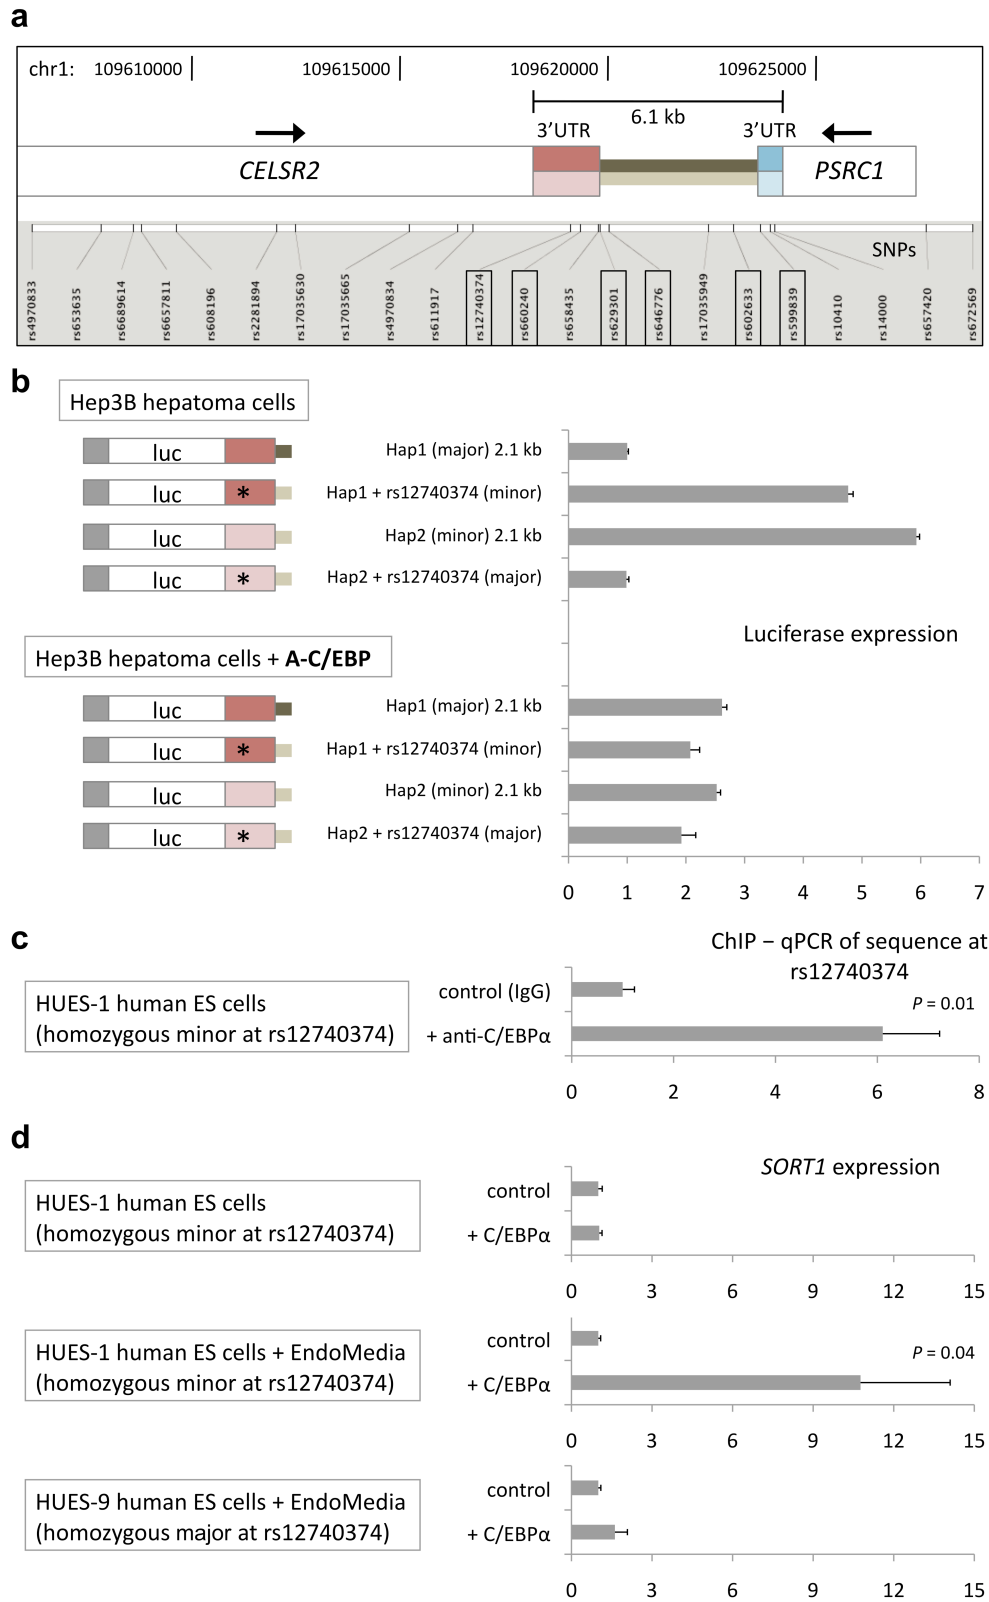 a
chr1: 109610000 109615000 109620000 109625000
6.1 kb
3’UTR 3’UTR
CELSR2 PSRC1
SNPs
rs4970833
rs653635
rs6689614
rs6657811
rs608196
rs2281894
rs17035630
rs17035665
rs4970834
rs611917
rs12740374
rs660240
rs658435
rs629301
rs646776
rs17035949
rs602633
rs599839
rs10410
rs14000
rs657420
rs672569
b
Hep3B hepatoma cells
luc Hap1 (major) 2.1 kb
luc * Hap1 + rs12740374 (minor)
luc Hap2 (minor) 2.1 kb
luc * Hap2 + rs12740374 (major)
Luciferase expression
Hep3B hepatoma cells + A-C/EBP
luc Hap1 (major) 2.1 kb
luc * Hap1 + rs12740374 (minor)
luc Hap2 (minor) 2.1 kb
luc * Hap2 + rs12740374 (major)
0 1 2 3 4 5 6 7
c
ChIP – qPCR of sequence at
rs12740374
HUES-1 human ES cells
(homozygous minor at rs12740374)
control (IgG)
P = 0.01
+ anti-C/EBPα
0 2 4 6 8
d
SORT1 expression
HUES-1 human ES cells
(homozygous minor at rs12740374)
control
+ C/EBPα
0 3 6 9 12 15
HUES-1 human ES cells + EndoMedia
(homozygous minor at rs12740374)
control
P = 0.04
+ C/EBPα
0 3 6 9 12 15
HUES-9 human ES cells + EndoMedia
(homozygous major at rs12740374)
control
+ C/EBPα
0 3 6 9 12 15